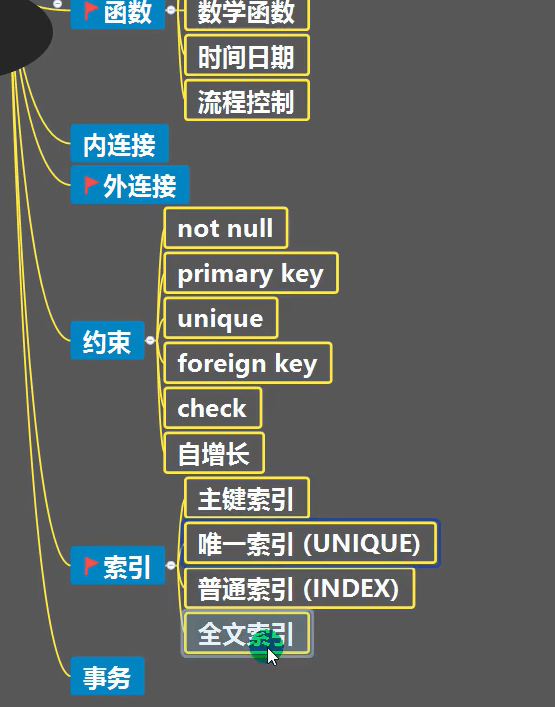 函数
数学函数
时间日期
流程控制
内连接
外连接
约束
not null
primary key
unique
foreign key
check
自增长
索引
主键索引
唯一索引 (UNIQUE)
普通索引 (INDEX)
全文索引
事务